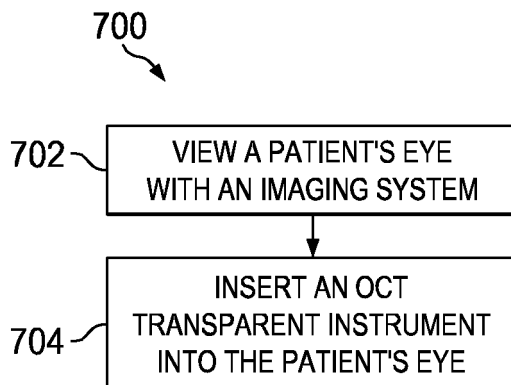 700
702
VIEW A PATIENT'S EYE
WITH AN IMAGING SYSTEM
704
INSERT AN OCT
TRANSPARENT INSTRUMENT
INTO THE PATIENT'S EYE